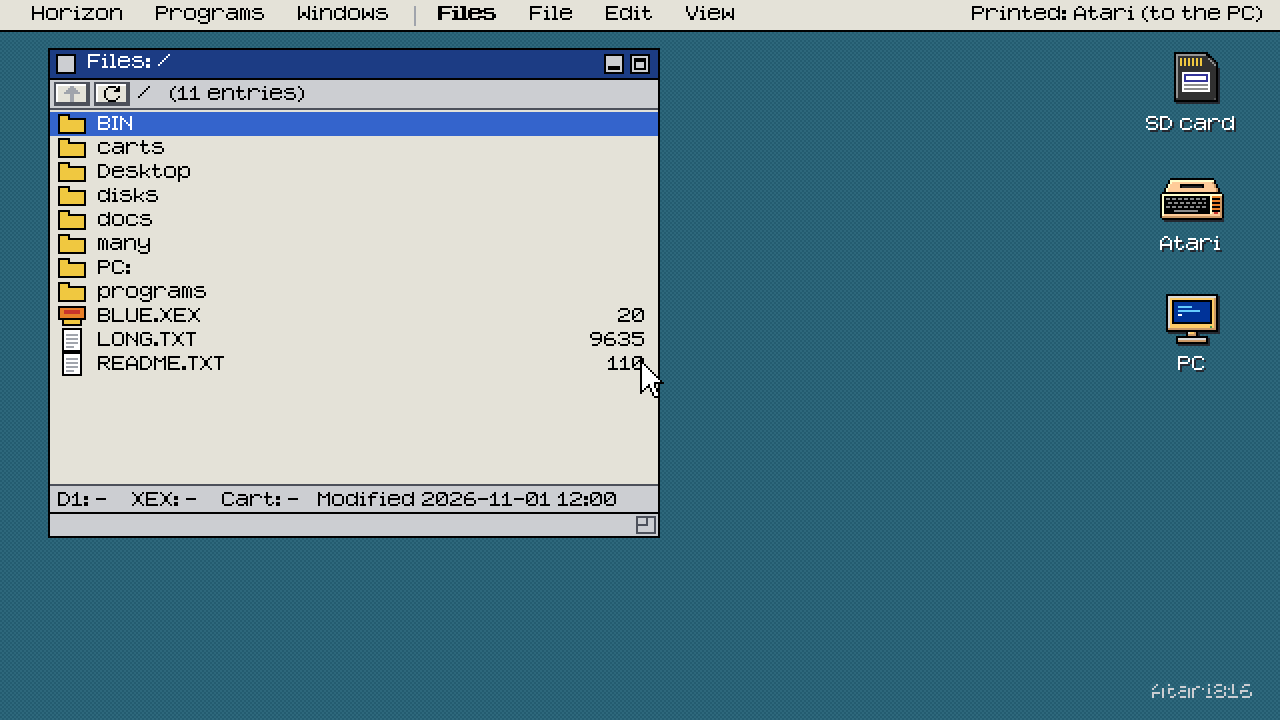 Horizon Programs Windows | Files File Edit View Printed: Atari (to the PC)
Files: /
/ (11 entries)
BIN
carts
Desktop
disks
docs
many
PC:
programs
BLUE.XEX 20
LONG.TXT 9635
README.TXT 110
D1: - XEX: - Cart: - Modified 2026-11-01 12:00
SD card
Atari
PC
Atari816